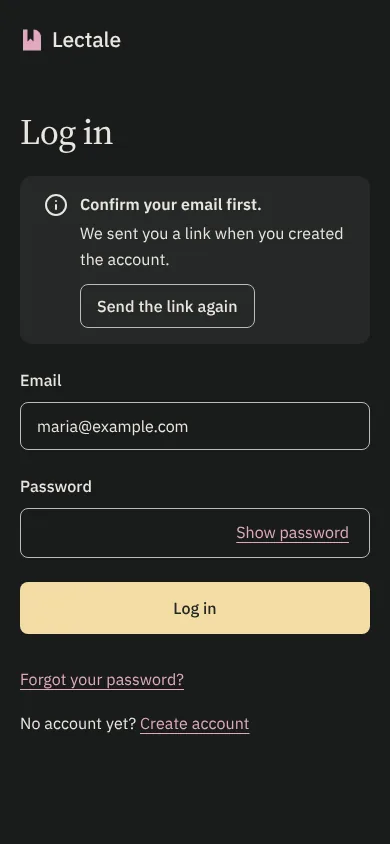 Lectale
Log in
Confirm your email first.
We sent you a link when you created
the account.
Send the link again
Email
maria@example.com
Password
Show password
Log in
Forgot your password?
No account yet? Create account